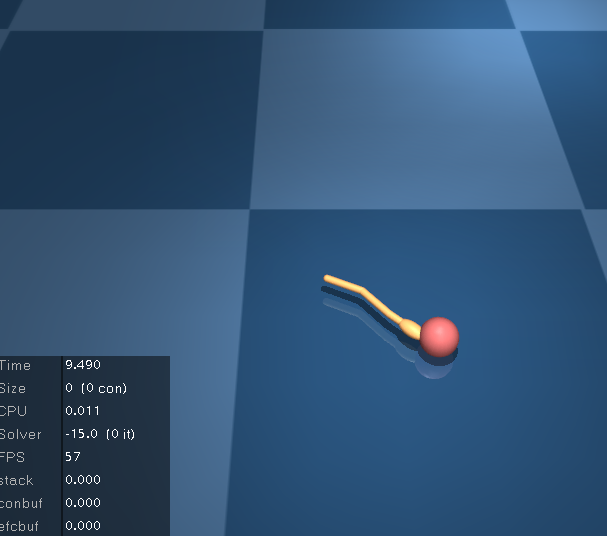 Time 9.490
Size 0 (0 con)
CPU 0.011
Solver -15.0 (0 it)
FPS 57
stack 0.000
conbuf 0.000
efcbuf 0.000